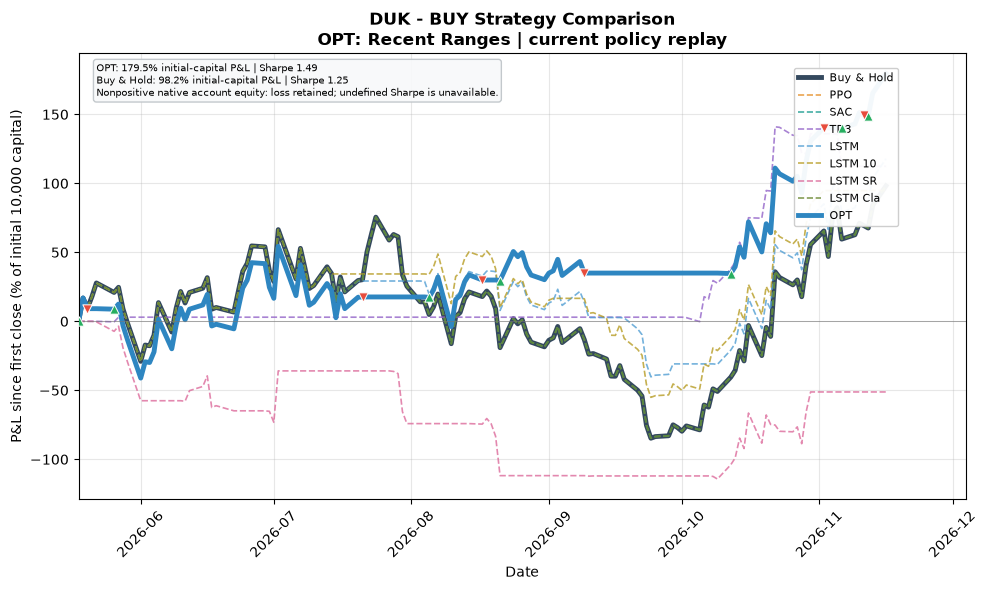 DUK - BUY Strategy Comparison
OPT: Recent Ranges | current policy replay
OPT: 179.5% initial-capital P&L | Sharpe 1.49
Buy & Hold: 98.2% initial-capital P&L | Sharpe 1.25
Nonpositive native account equity: loss retained; undefined Sharpe is unavailable.
Buy & Hold
PPO
SAC
TD3
LSTM
LSTM 10
LSTM SR
LSTM Cla
OPT
P&L since first close (% of initial 10,000 capital)
150
100
50
0
−50
−100
2026-06
2026-07
2026-08
2026-09
2026-10
2026-11
2026-12
Date